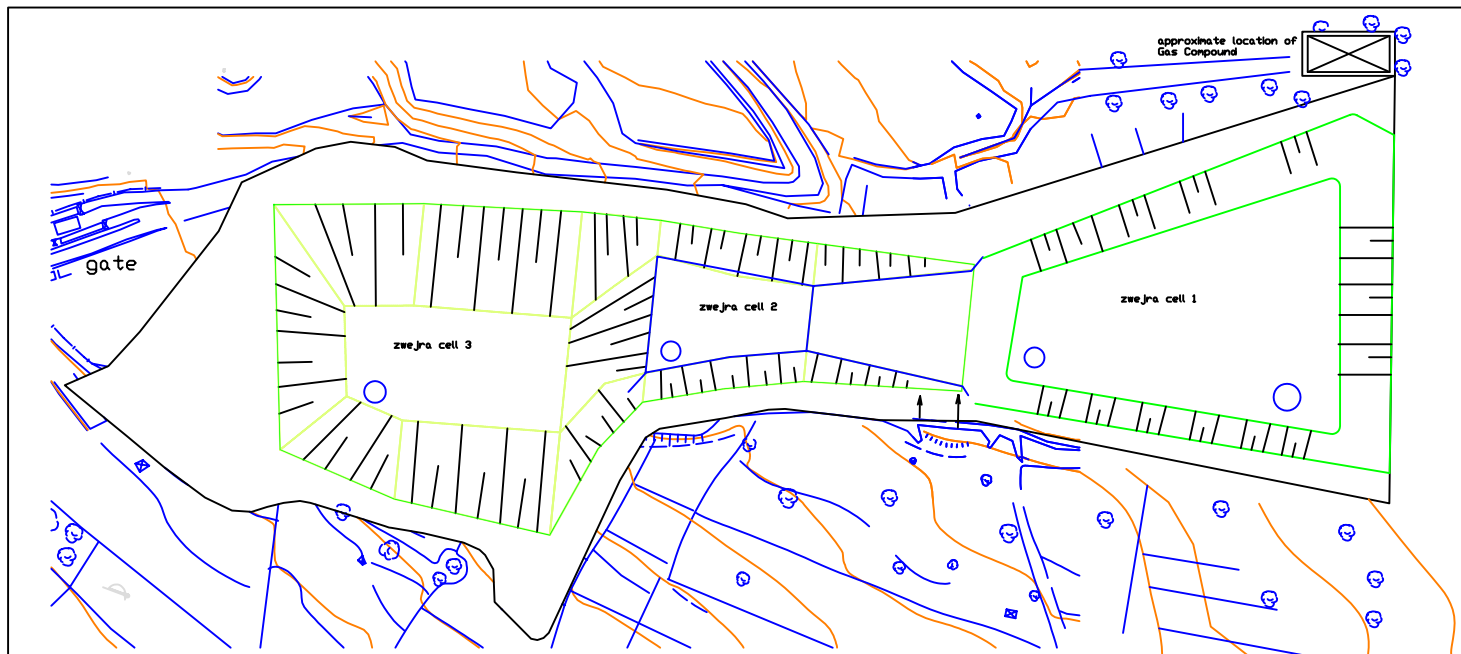 approximate location of
Gas Compound
gate
zwejra cell 1
zwejra cell 2
zwejra cell 3